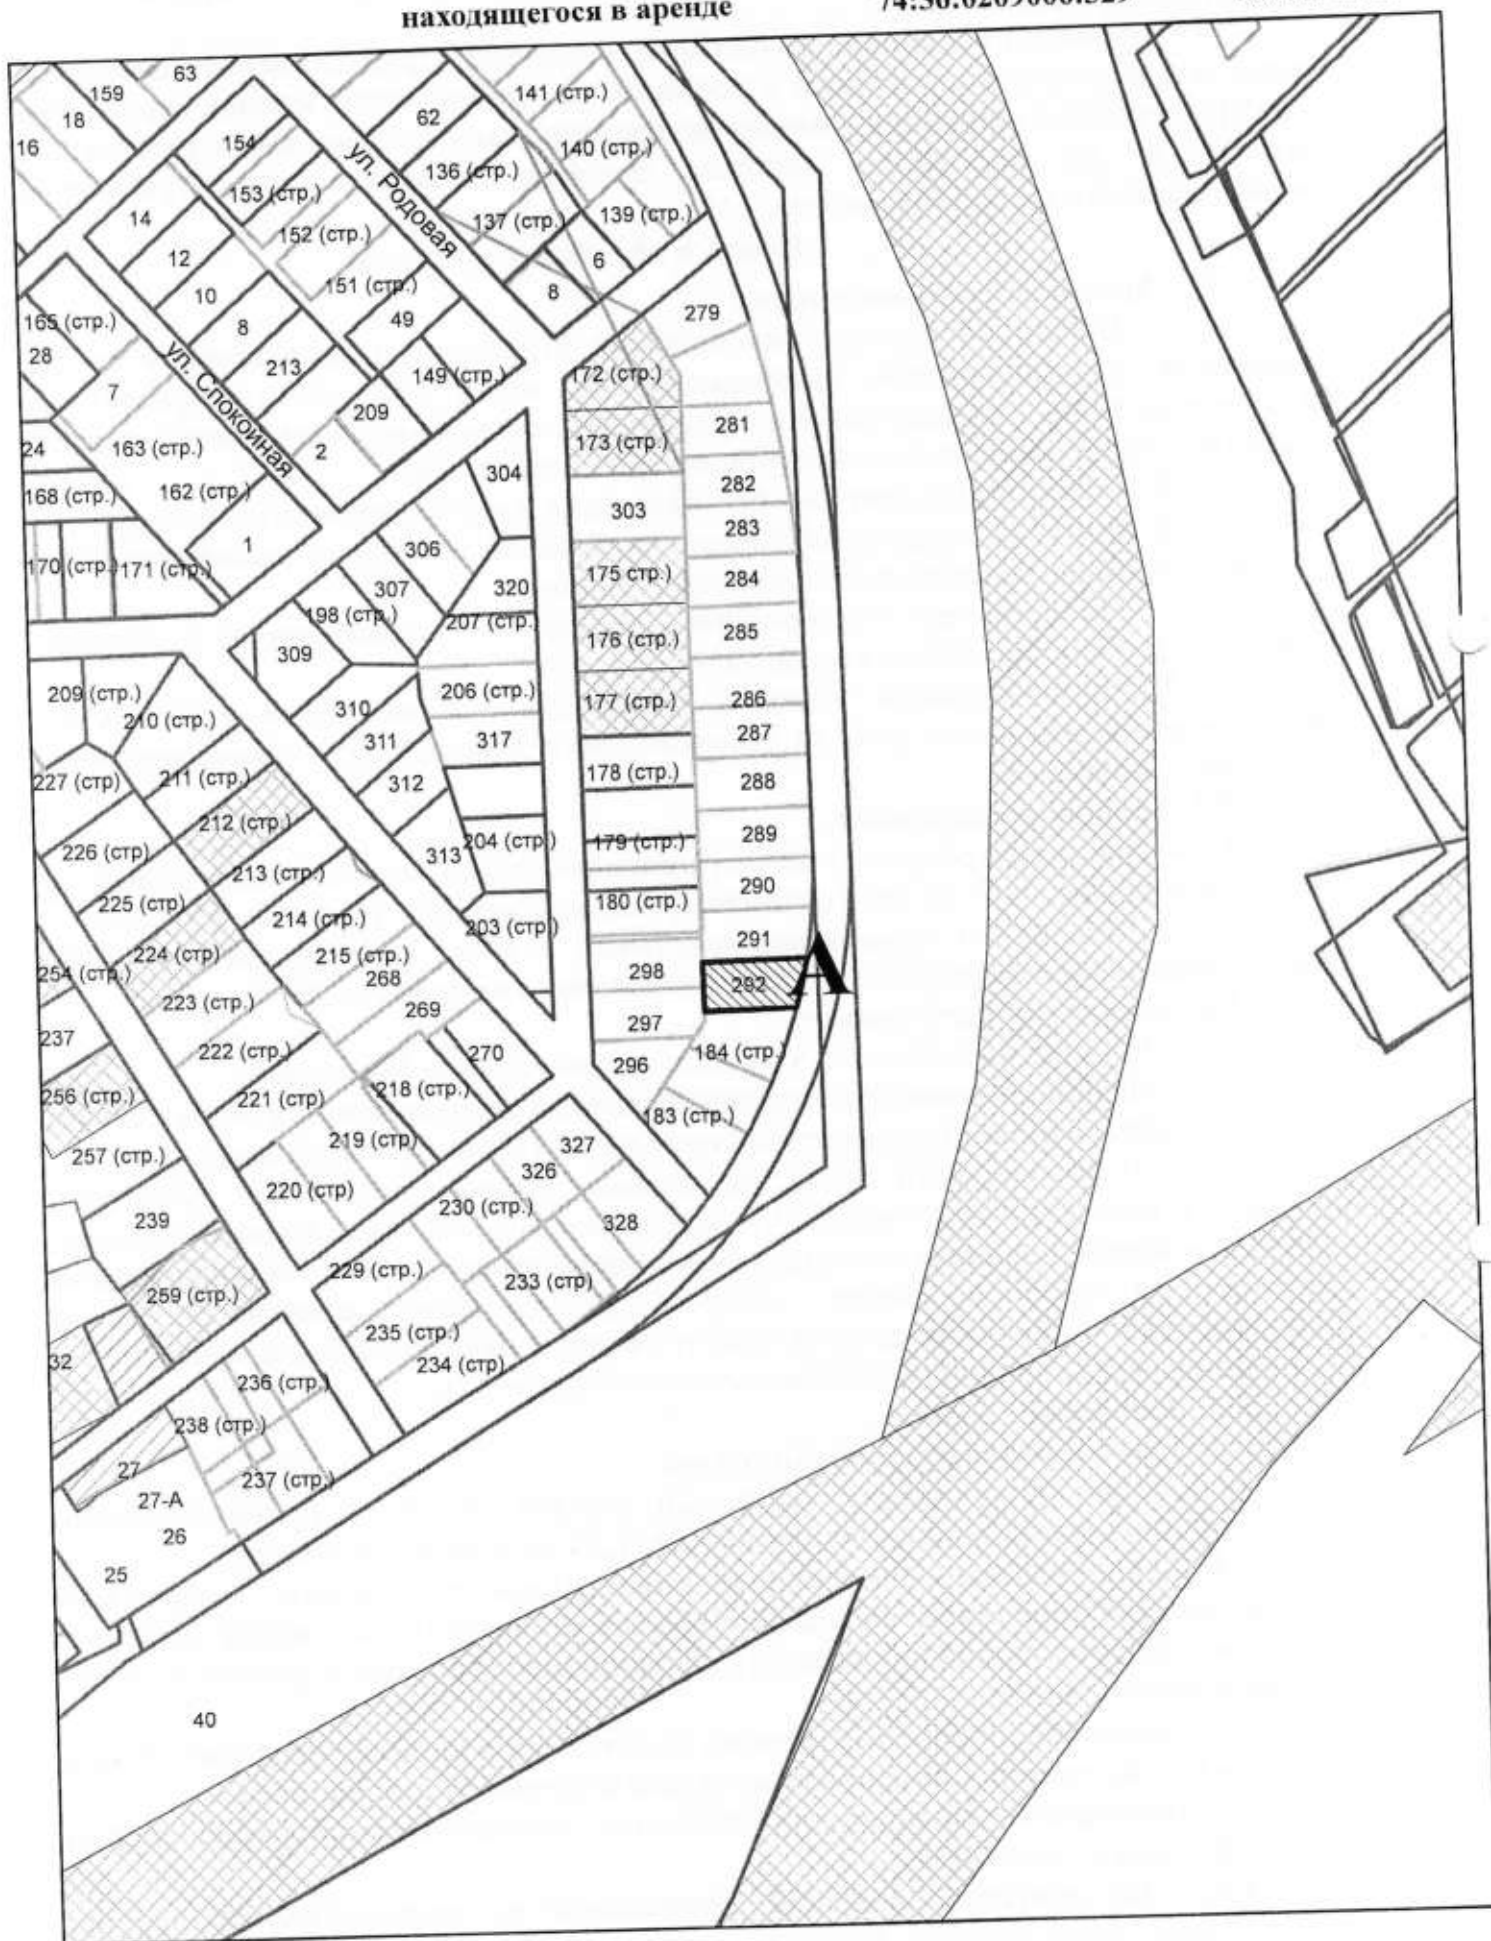 находящегося в аренде
63
159
18
16
141 (стр.)
62
140 (стр.)
154
136 (стр.)
153 (стр.)
ул. Родовая
139 (стр.)
14
137 (стр.)
152 (стр.)
12
6
151 (стр.)
8
10
279
165 (стр.)
8
49
28
ул. Спокойная
213
149 (стр.)
172 (стр.)
7
209
281
24
163 (стр.)
2
173 (стр.)
304
282
168 (стр.)
162 (стр.)
303
283
1
306
170 (стр.)
171 (стр.)
175 стр.)
284
307
320
198 (стр.)
207 (стр.)
285
176 (стр.)
309
209 (стр.)
206 (стр.)
286
210 (стр.)
310
177 (стр.)
311
317
287
227 (стр)
211 (стр.)
312
178 (стр.)
288
212 (стр.)
226 (стр)
313
204 (стр.)
179 (стр.)
289
213 (стр.)
225 (стр)
290
214 (стр.)
180 (стр.)
203 (стр.)
291
224 (стр)
215 (стр.)
254 (стр.)
268
298
292
А
223 (стр.)
269
297
237
222 (стр.)
270
184 (стр.)
296
256 (стр.)
221 (стр)
218 (стр.)
183 (стр.)
219 (стр)
327
257 (стр.)
326
220 (стр)
230 (стр.)
239
328
229 (стр.)
233 (стр)
259 (стр.)
235 (стр.)
32
234 (стр)
236 (стр.)
238 (стр.)
27
237 (стр.)
27-А
26
25
40